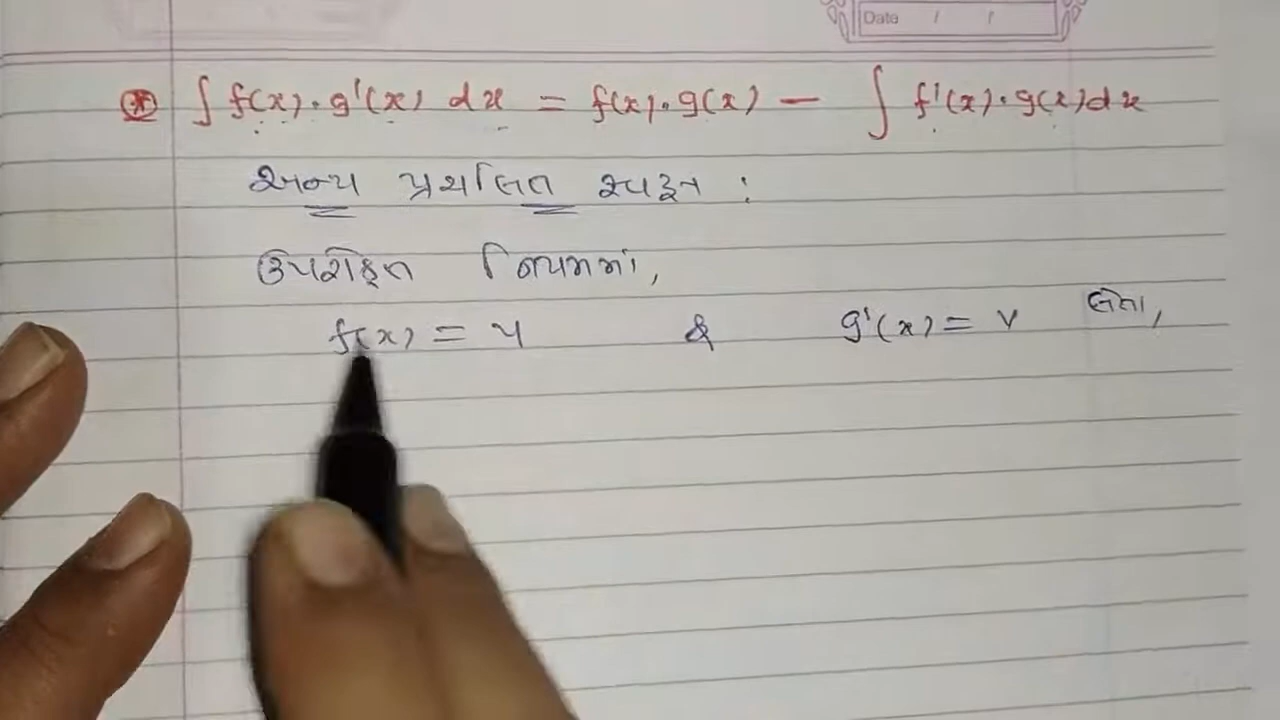 Date / /
* ∫ f(x)·g'(x) dx = f(x)·g(x) − ∫ f'(x)·g(x)dx
અન્ય પ્રચલિત સ્વરૂપ :
ઉપરોક્ત નિયમમાં,
f(x) = u & g'(x) = v લેતા,